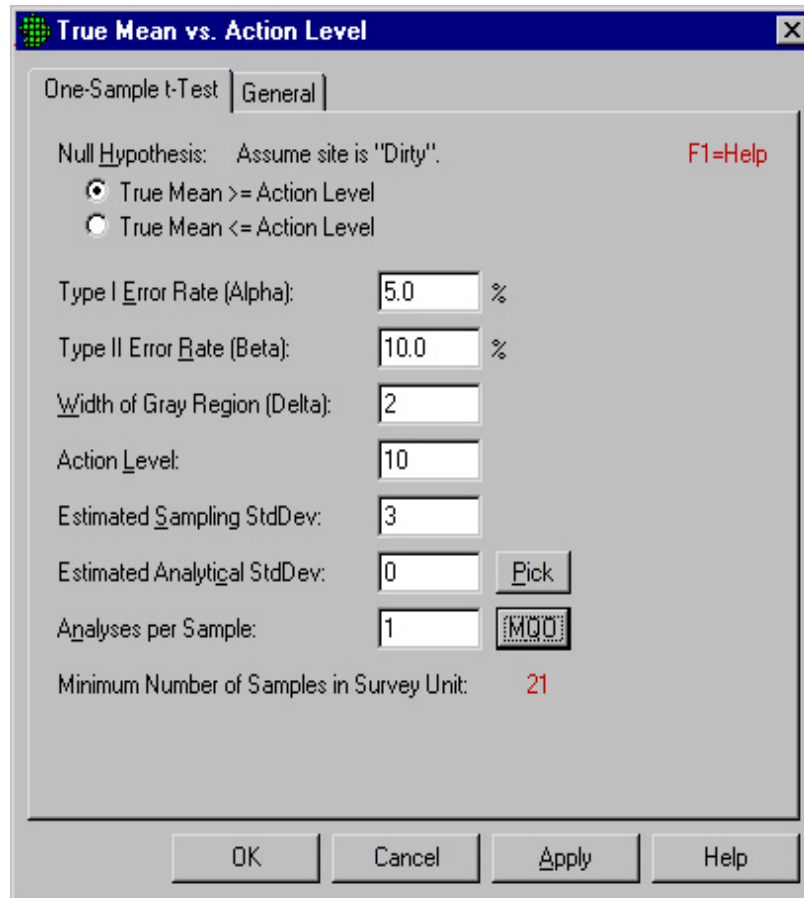 True Mean vs. Action Level
One-Sample t-Test General
Null Hypothesis: Assume site is "Dirty". F1=Help
True Mean >= Action Level
True Mean <= Action Level
Type I Error Rate (Alpha): 5.0 %
Type II Error Rate (Beta): 10.0 %
Width of Gray Region (Delta): 2
Action Level: 10
Estimated Sampling StdDev: 3
Estimated Analytical StdDev: 0 Pick
Analyses per Sample: 1 MQO
Minimum Number of Samples in Survey Unit: 21
OK Cancel Apply Help